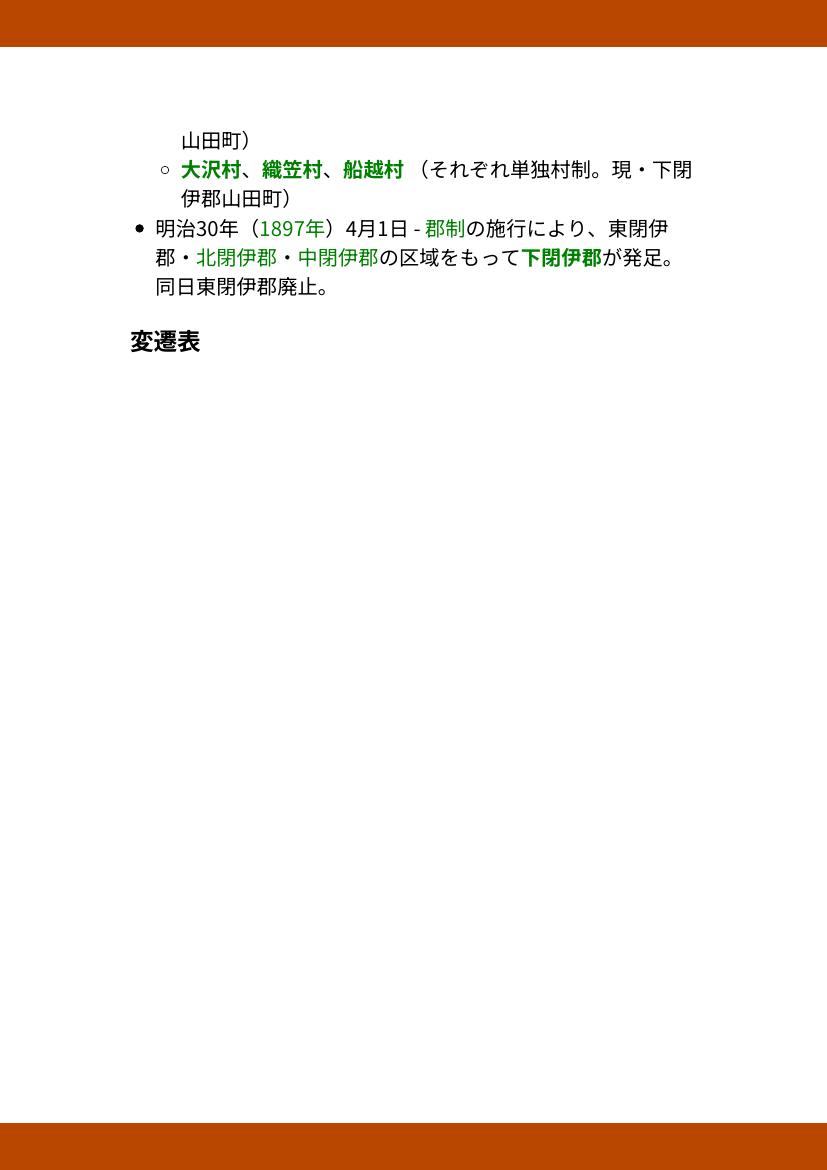 山田町）
大沢村、織笠村、船越村 （それぞれ単独村制。現・下閉
伊郡山田町）
明治30年（1897年）4月1日 - 郡制の施行により、東閉伊
郡・北閉伊郡・中閉伊郡の区域をもって下閉伊郡が発足。
同日東閉伊郡廃止。
変遷表